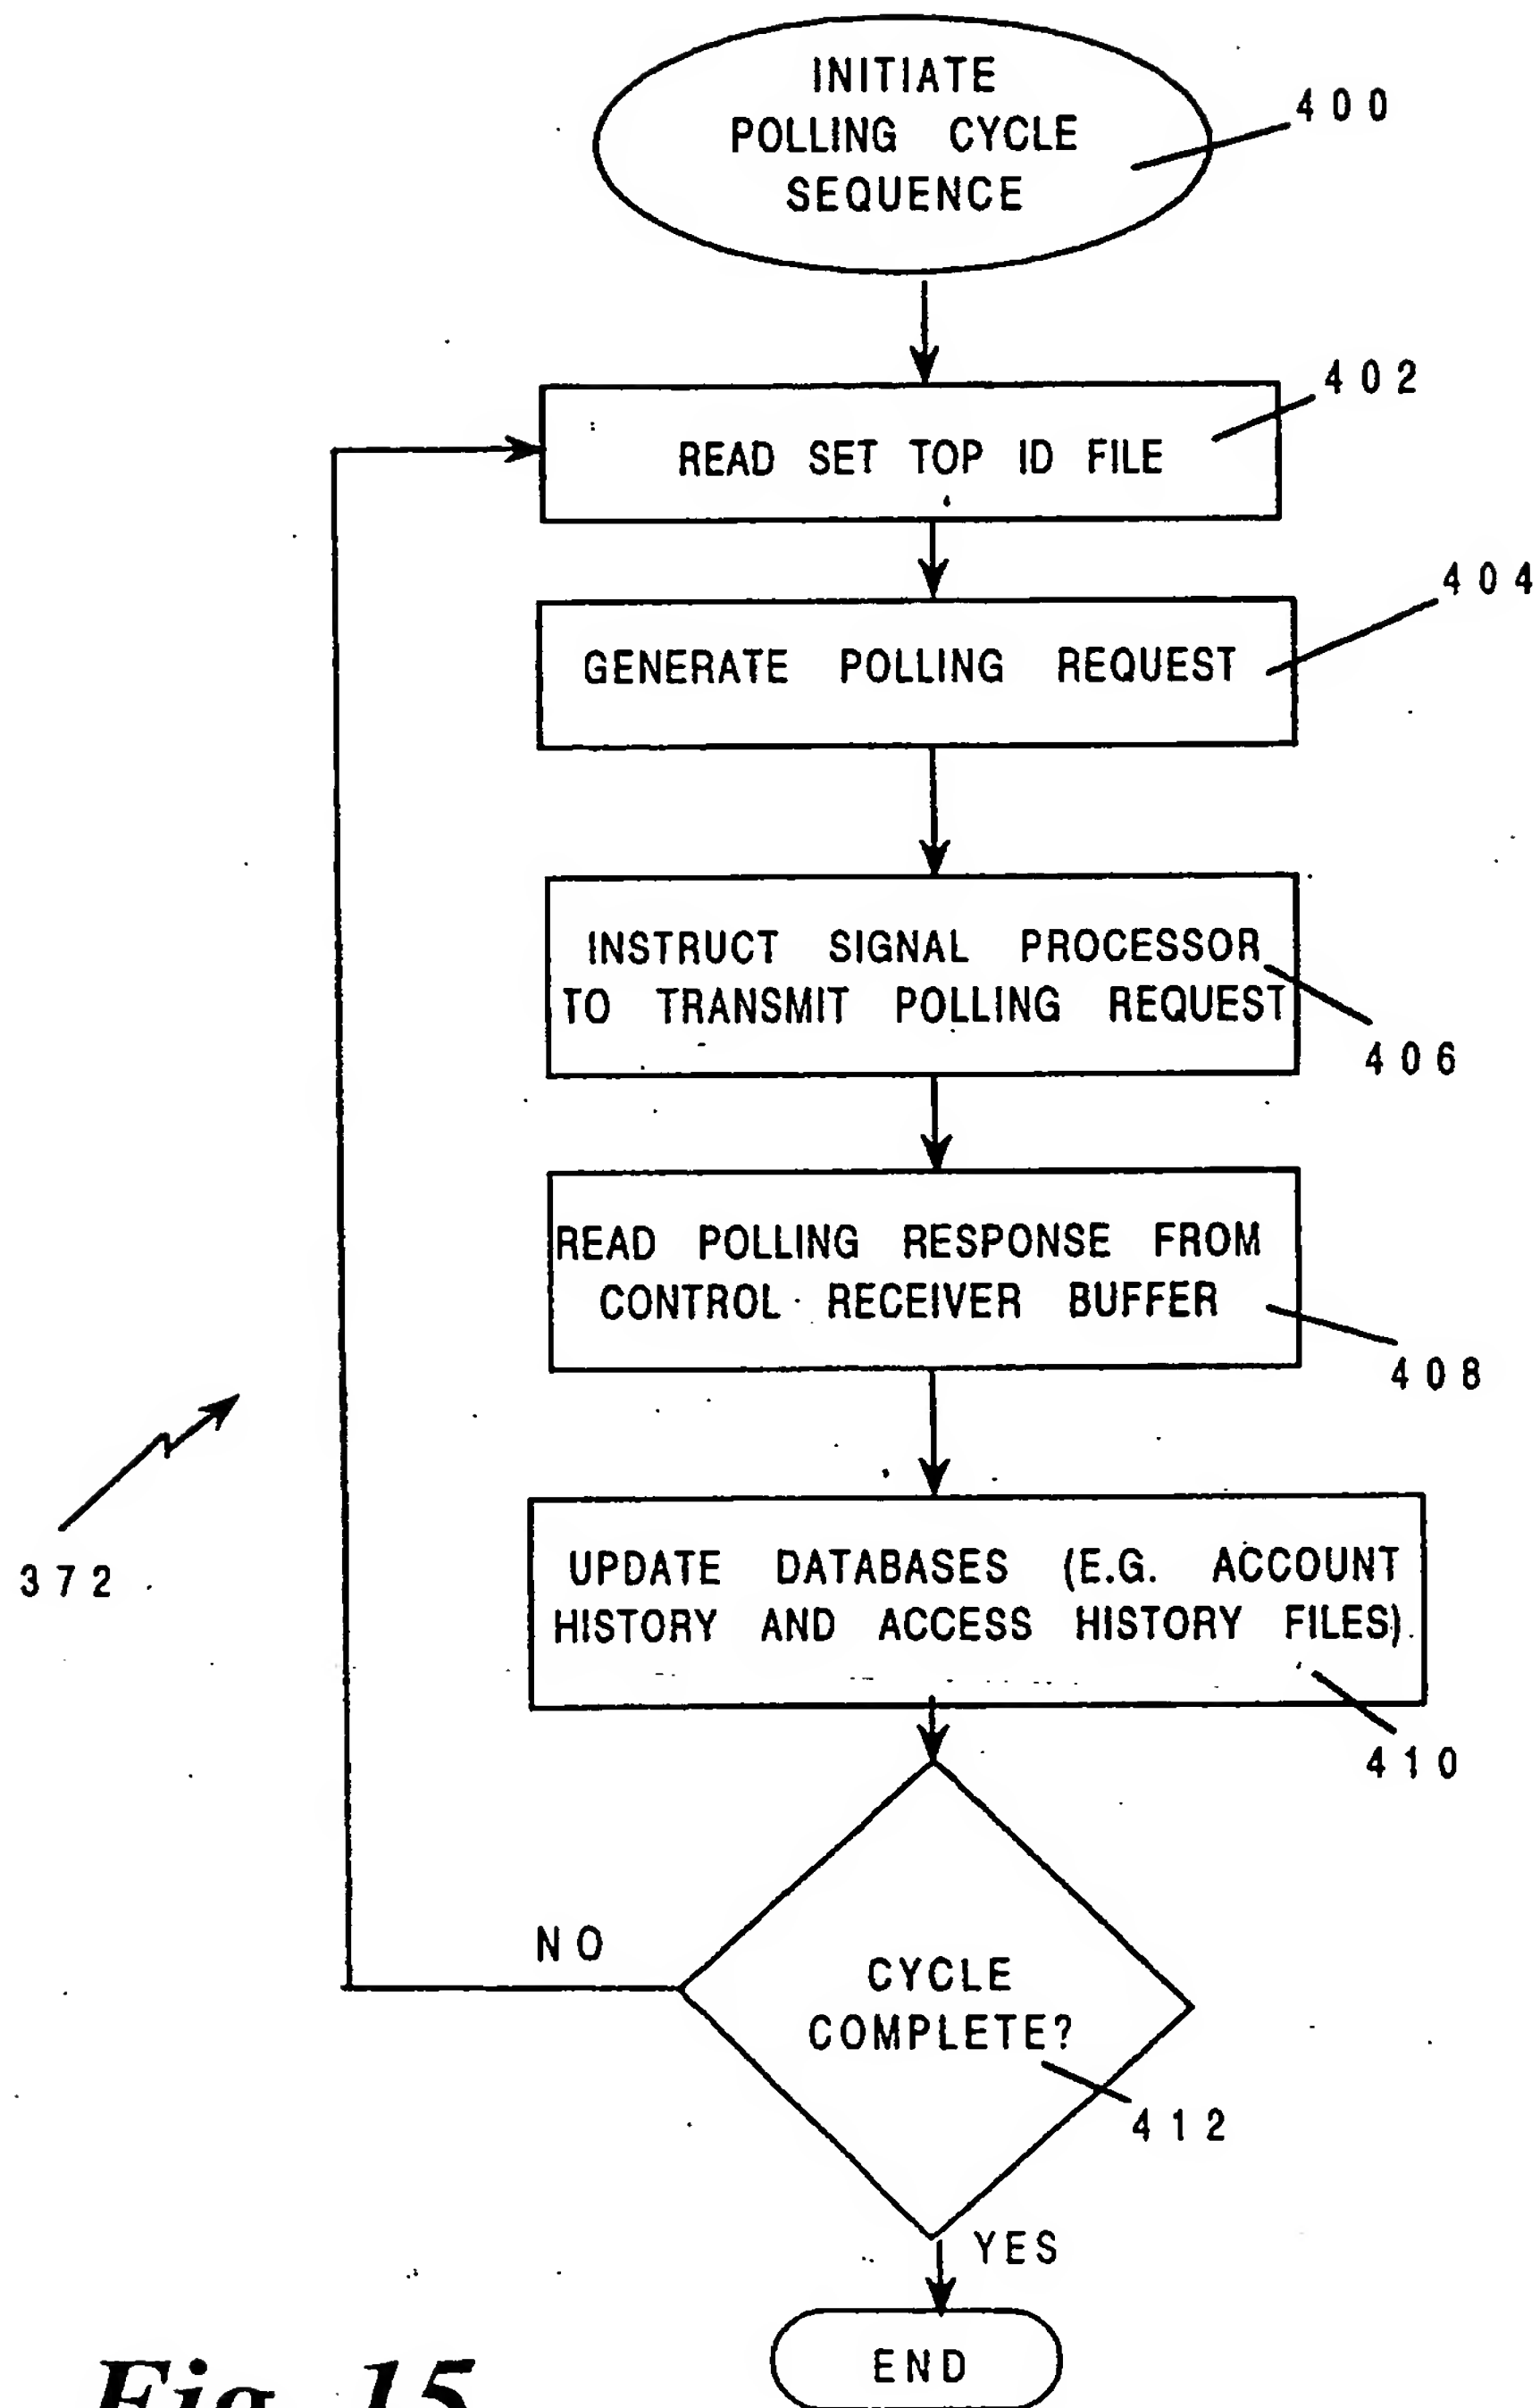 INITIATE
POLLING CYCLE
SEQUENCE
400
402
READ SET TOP ID FILE
404
GENERATE POLLING REQUEST
INSTRUCT SIGNAL PROCESSOR
TO TRANSMIT POLLING REQUEST
406
READ POLLING RESPONSE FROM
CONTROL RECEIVER BUFFER
408
372
UPDATE DATABASES (E.G. ACCOUNT
HISTORY AND ACCESS HISTORY FILES)
410
NO
CYCLE
COMPLETE?
412
YES
END
Fig. 15